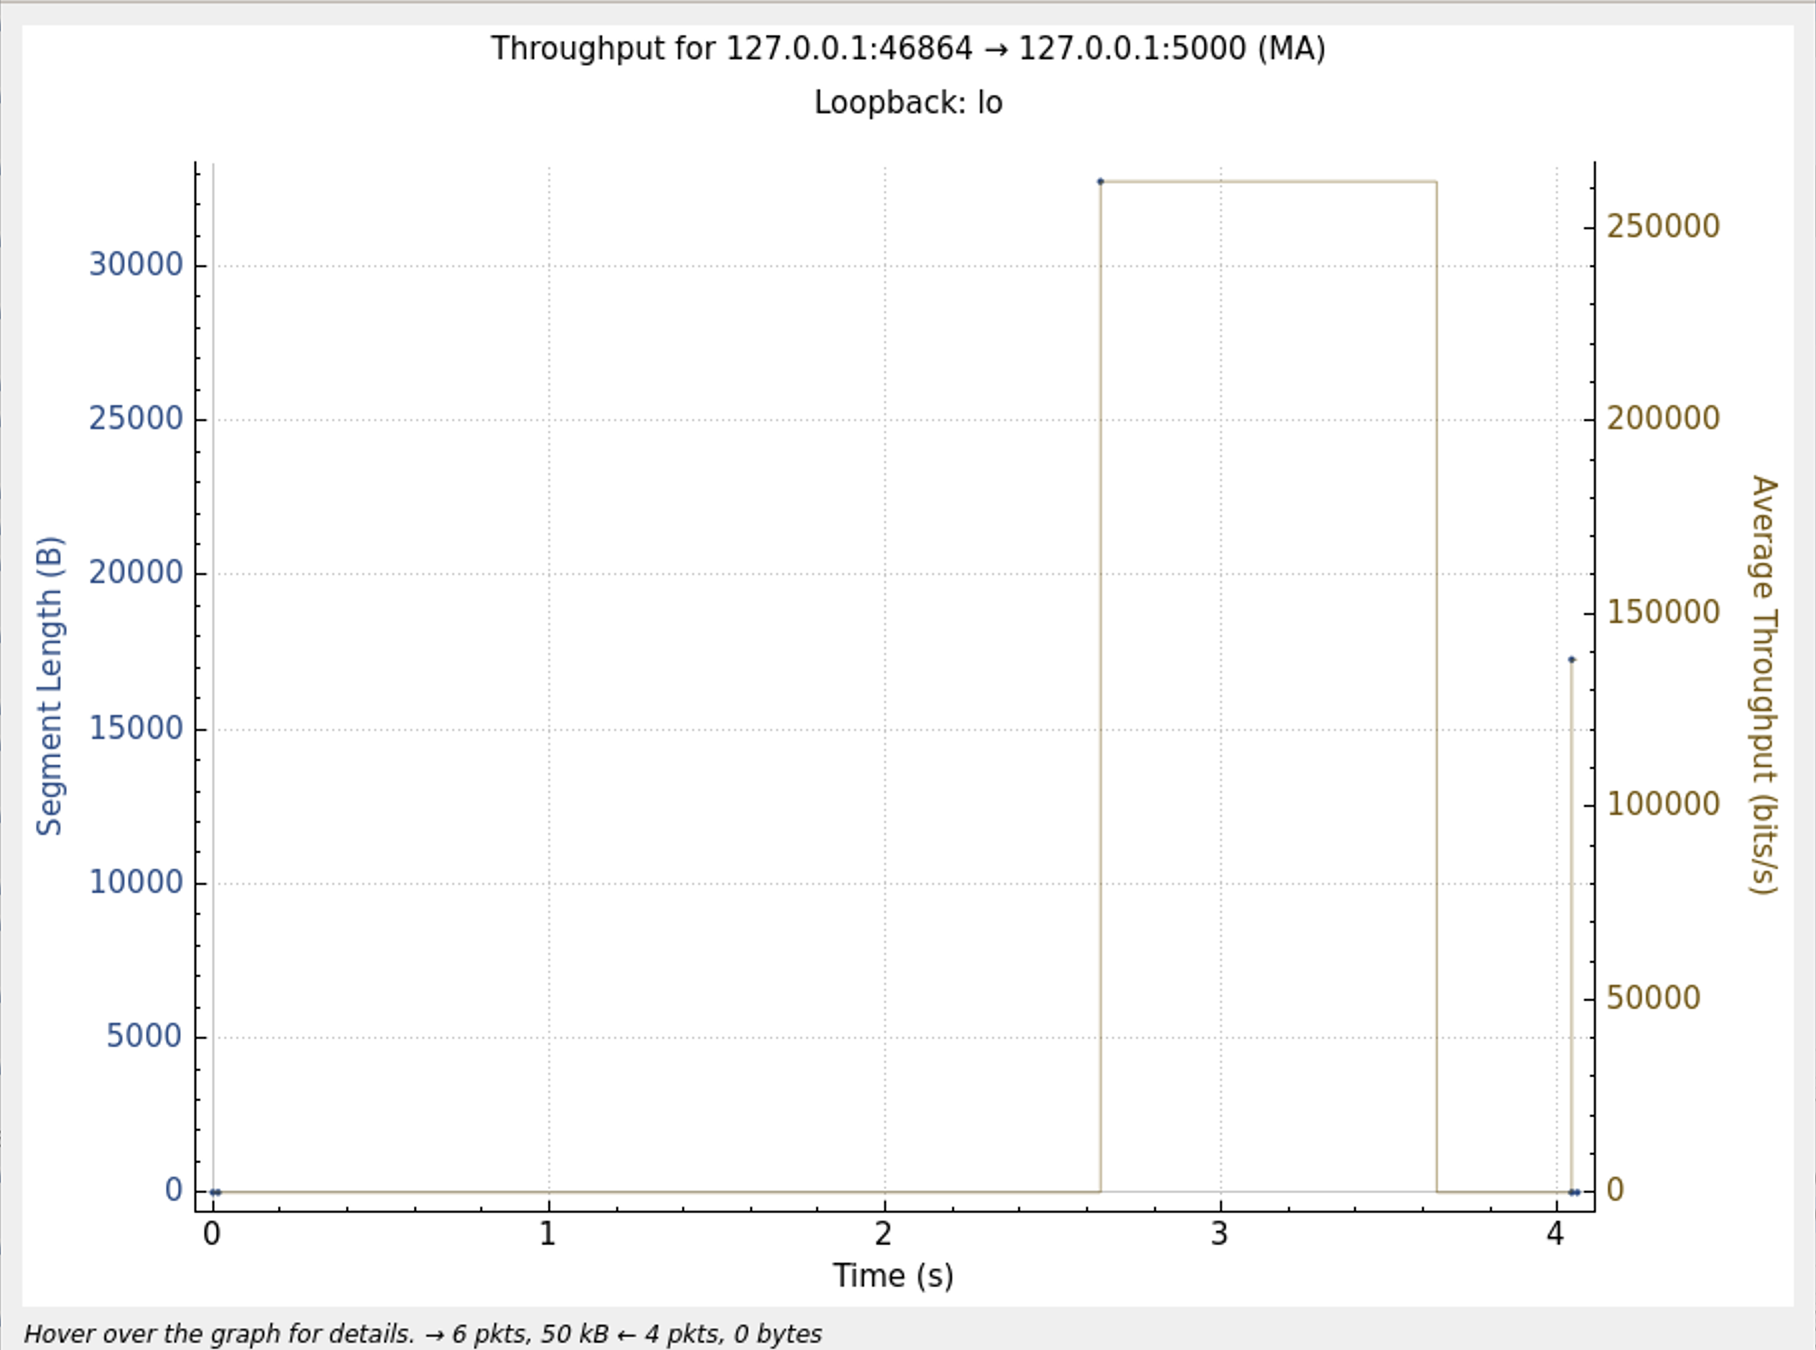 Throughput for 127.0.0.1:46864 → 127.0.0.1:5000 (MA)
Loopback: lo
Segment Length (B)
30000
25000
20000
15000
10000
5000
0
250000
200000
150000
100000
50000
0
Average Throughput (bits/s)
0 1 2 3 4
Time (s)
Hover over the graph for details. → 6 pkts, 50 kB ← 4 pkts, 0 bytes